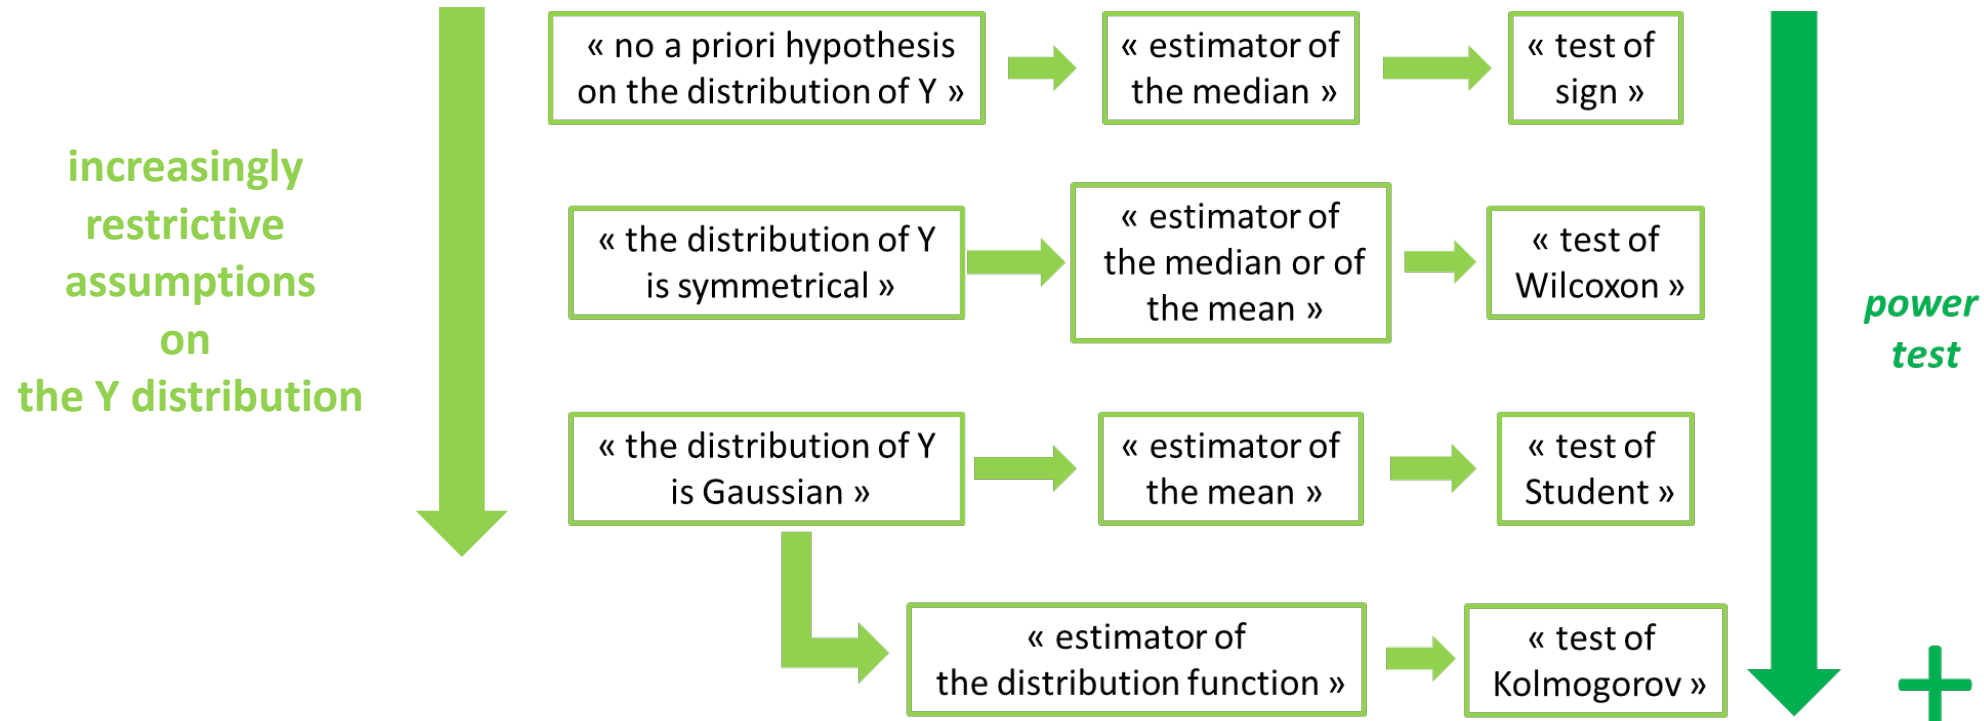 « no a priori hypothesis
on the distribution of Y »
« estimator of
the median »
« test of
sign »
increasingly
restrictive
assumptions
on
the Y distribution
« the distribution of Y
is symmetrical »
« estimator of
the median or of
the mean »
« test of
Wilcoxon »
power
test
« the distribution of Y
is Gaussian »
« estimator of
the mean »
« test of
Student »
« estimator of
the distribution function »
« test of
Kolmogorov »
+